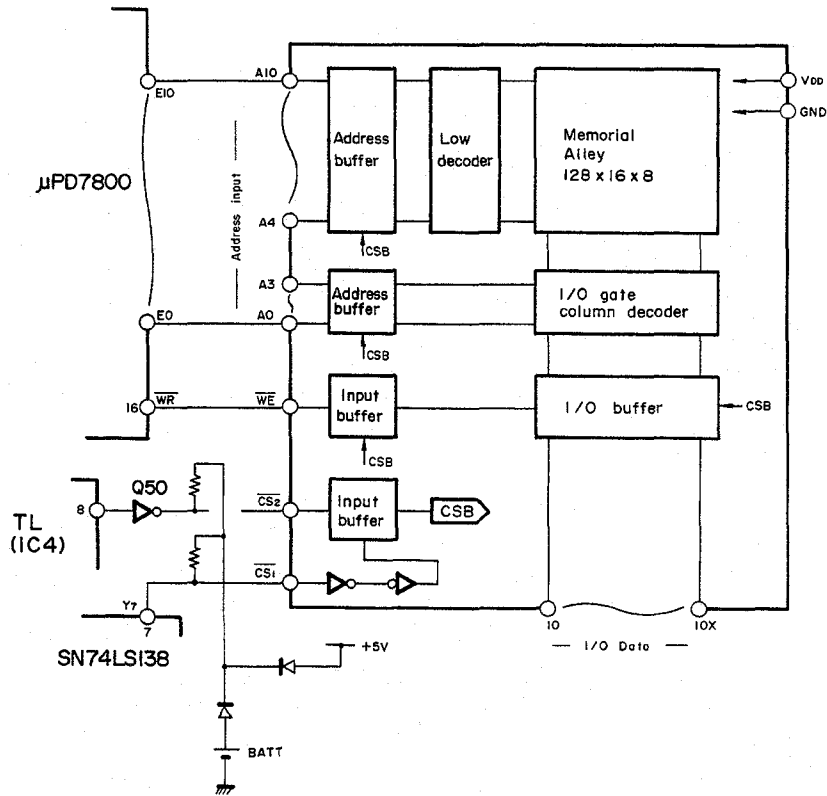 μPD7800
E10
A10
VDD
GND
Address input
Address
buffer
Low
decoder
Memorial
Alley
128 x 16 x 8
A4
CSB
A3
Address
buffer
I/O gate
column decoder
E0
A0
CSB
16
WR
WE
Input
buffer
I/O buffer
CSB
CSB
TL
(IC4)
8
Q50
CS2
Input
buffer
CSB
CS1
Y7
7
SN74LS138
10
10X
I/O Data
+5V
BATT